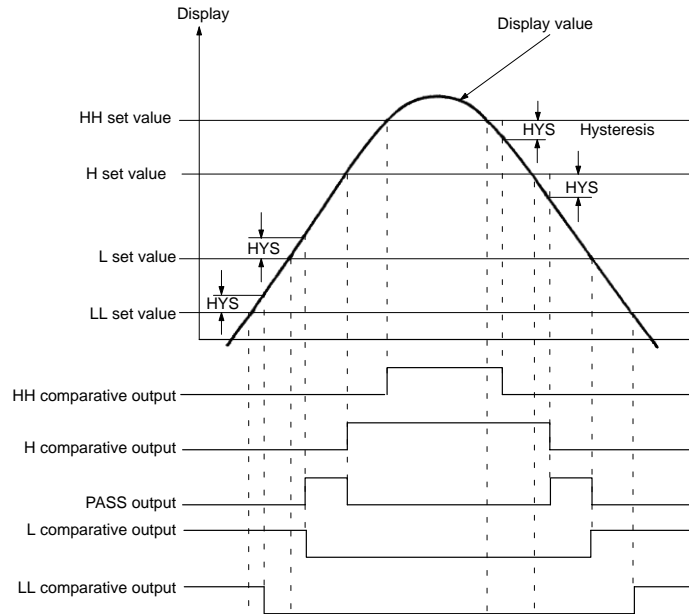 Display
Display value
HH set value
HYS
Hysteresis
H set value
HYS
HYS
L set value
HYS
LL set value
HH comparative output
H comparative output
PASS output
L comparative output
LL comparative output